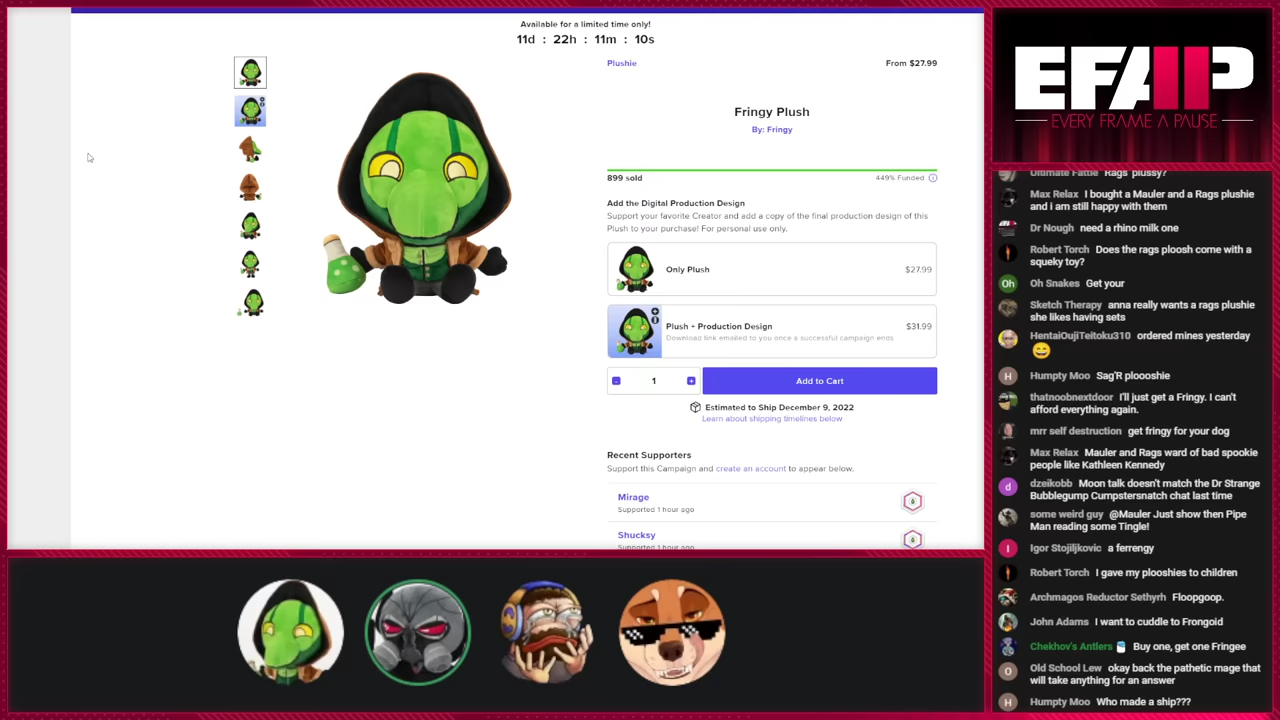 Available for a limited time only!
11d : 22h : 11m : 10s
Plushie
From $27.99
Fringy Plush
By: Fringy
899 sold
449% Funded
Add the Digital Production Design
Support your favorite Creator and add a copy of the final production design of this
Plush to your purchase! For personal use only.
Only Plush
$27.99
Plush + Production Design
$31.99
Download link emailed to you once a successful campaign ends
- 1 +
Add to Cart
Estimated to Ship December 9, 2022
Learn about shipping timelines below
Recent Supporters
Support this Campaign and create an account to appear below.
Mirage
Supported 1 hour ago
Shucksy
Supported 1 hour ago
EFAP
EVERY FRAME A PAUSE
Ultimate Fattie Rags plussy?
Max Relax I bought a Mauler and a Rags plushie
and i am still happy with them
Dr Nough need a rhino milk one
Robert Torch Does the rags ploosh come with a
squeky toy?
Oh Snakes Get your
Sketch Therapy anna really wants a rags plushie
she likes having sets
HentaiOujiTeitoku310 ordered mines yesterday
Humpty Moo Sag'R ploooshie
thatnoobnextdoor I'll just get a Fringy. I can't
afford everything again.
mrr self destruction get fringy for your dog
Max Relax Mauler and Rags ward of bad spookie
people like Kathleen Kennedy
dzeikobb Moon talk doesn't match the Dr Strange
Bubblegump Cumpstersnatch chat last time
some weird guy @Mauler Just show then Pipe
Man reading some Tingle!
Igor Stojiljkovic a ferrengy
Robert Torch I gave my plooshies to children
Archmagos Reductor Sethyrh Floopgoop.
John Adams I want to cuddle to Frongoid
Chekhov's Antlers Buy one, get one Fringee
Old School Lew okay back the pathetic mage that
will take anything for an answer
Humpty Moo Who made a ship???